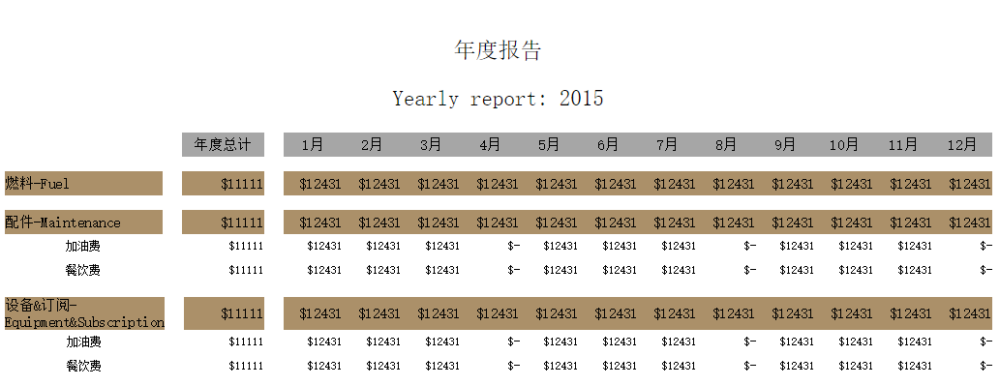 年度报告
Yearly report: 2015
年度总计 1月 2月 3月 4月 5月 6月 7月 8月 9月 10月 11月 12月
燃料-Fuel $11111 $12431 $12431 $12431 $12431 $12431 $12431 $12431 $12431 $12431 $12431 $12431 $12431
配件-Maintenance $11111 $12431 $12431 $12431 $12431 $12431 $12431 $12431 $12431 $12431 $12431 $12431 $12431
加油费 $11111 $12431 $12431 $12431 $- $12431 $12431 $12431 $- $12431 $12431 $12431 $-
餐饮费 $11111 $12431 $12431 $12431 $- $12431 $12431 $12431 $- $12431 $12431 $12431 $-
设备&订阅-
Equipment&Subscription $11111 $12431 $12431 $12431 $12431 $12431 $12431 $12431 $12431 $12431 $12431 $12431 $12431
加油费 $11111 $12431 $12431 $12431 $- $12431 $12431 $12431 $- $12431 $12431 $12431 $-
餐饮费 $11111 $12431 $12431 $12431 $- $12431 $12431 $12431 $- $12431 $12431 $12431 $-